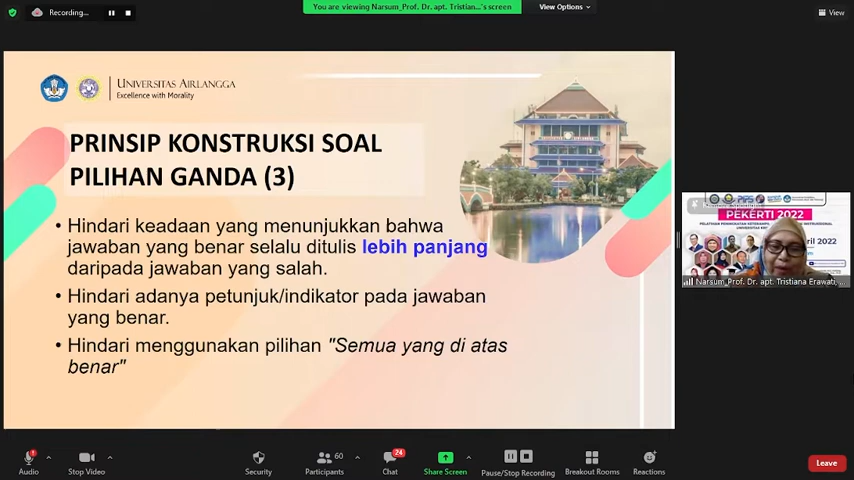 Recording...
You are viewing Narsum_Prof. Dr. apt. Tristian...'s screen
View Options
View
UNIVERSITAS AIRLANGGA
Excellence with Morality
PRINSIP KONSTRUKSI SOAL
PILIHAN GANDA (3)
• Hindari keadaan yang menunjukkan bahwa
jawaban yang benar selalu ditulis lebih panjang
daripada jawaban yang salah.
• Hindari adanya petunjuk/indikator pada jawaban
yang benar.
• Hindari menggunakan pilihan "Semua yang di atas
benar"
PEKERTI 2022
2022
Narsum_Prof. Dr. apt. Tristiana Erawati, ...
Audio
Stop Video
Security
60
Participants
24
Chat
Share Screen
Pause/Stop Recording
Breakout Rooms
Reactions
Leave